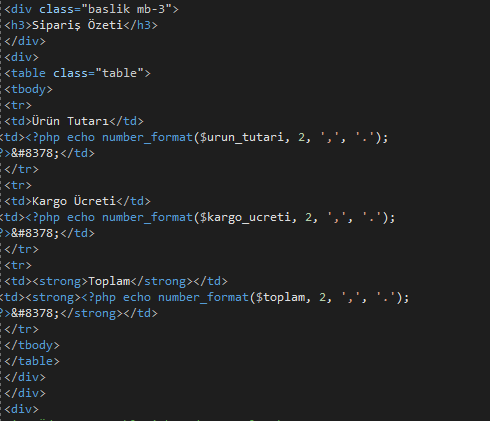 <div class="baslik mb-3">
<h3>Sipariş Özeti</h3>
</div>
<div>
<table class="table">
<tbody>
<tr>
<td>Ürün Tutarı</td>
<td><?php echo number_format($urun_tutari, 2, ',', '.');
?>&#8378;</td>
</tr>
<tr>
<td>Kargo Ücreti</td>
<td><?php echo number_format($kargo_ucreti, 2, ',', '.');
?>&#8378;</td>
</tr>
<tr>
<td><strong>Toplam</strong></td>
<td><strong><?php echo number_format($toplam, 2, ',', '.');
?>&#8378;</strong></td>
</tr>
</tbody>
</table>
</div>
</div>
<div>